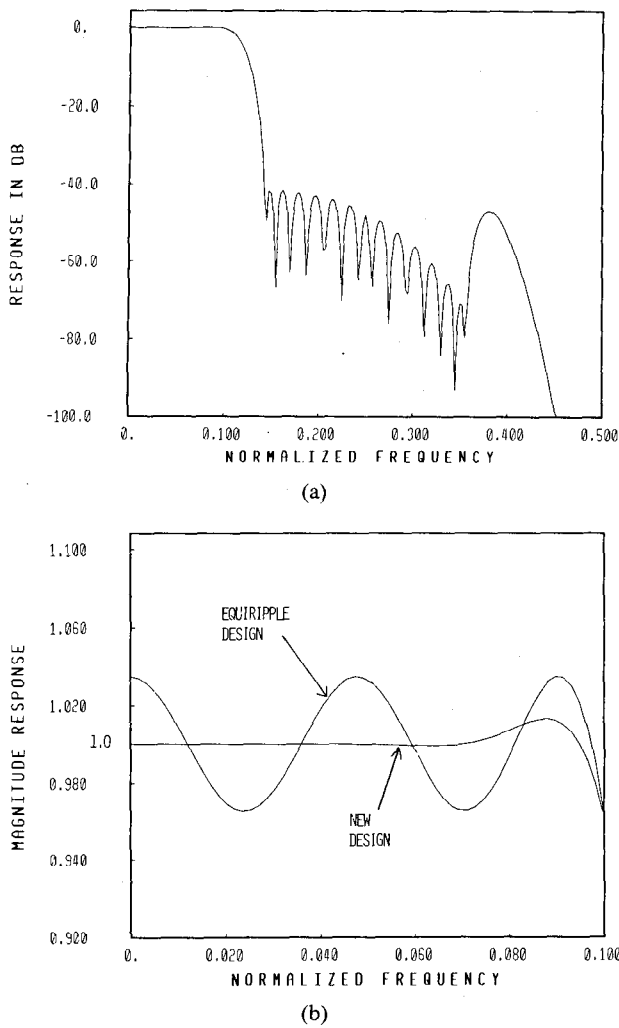 RESPONSE IN DB
0.
-20.0
-40.0
-60.0
-80.0
-100.0
0.
0.100
0.200
0.300
0.400
0.500
NORMALIZED FREQUENCY
(a)
MAGNITUDE RESPONSE
1.100
1.060
1.020
1.0
0.980
0.940
0.920
EQUIRIPPLE
DESIGN
NEW
DESIGN
0.
0.020
0.040
0.060
0.080
0.100
NORMALIZED FREQUENCY
(b)